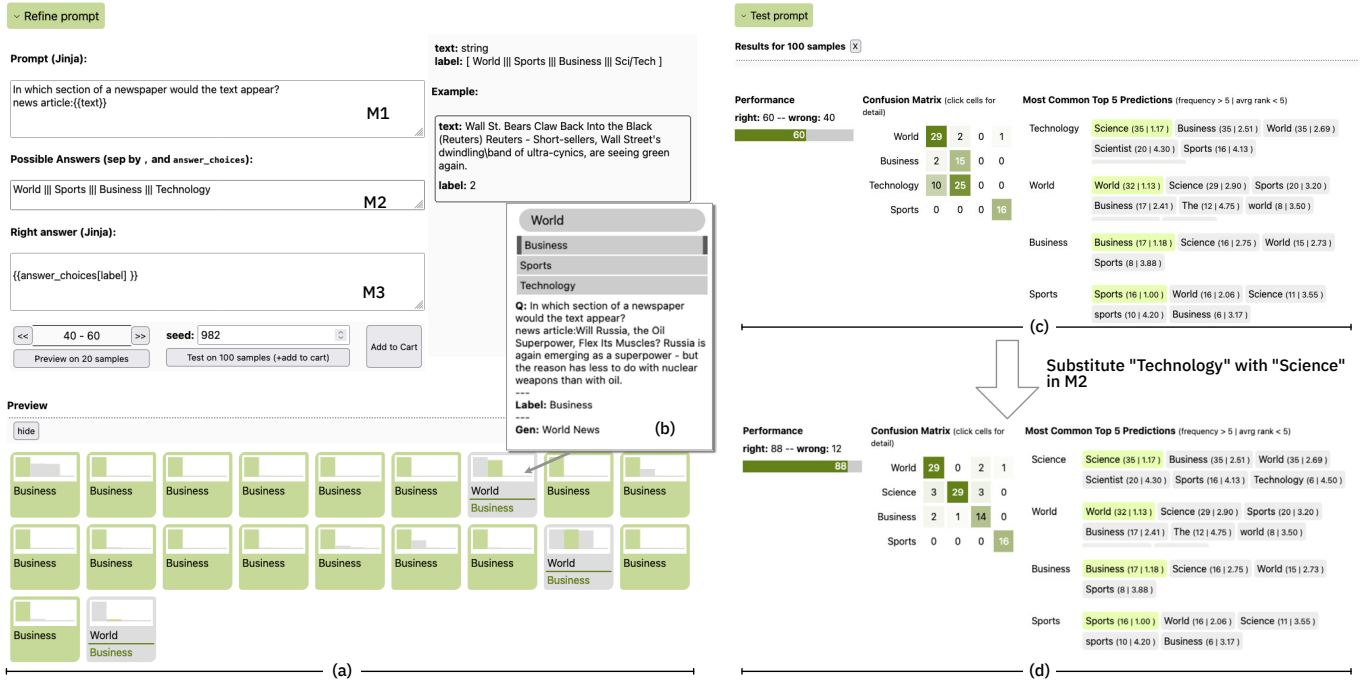 Refine prompt
Prompt (Jinja):
In which section of a newspaper would the text appear?
news article:{{text}}
M1
Possible Answers (sep by , and answer_choices):
World ||| Sports ||| Business ||| Technology
M2
Right answer (Jinja):
{{answer_choices[label] }}
M3
<<
40 - 60
>>
Preview on 20 samples
seed: 982
Test on 100 samples (+add to cart)
Add to Cart
text: string
label: [ World ||| Sports ||| Business ||| Sci/Tech ]
Example:
text: Wall St. Bears Claw Back Into the Black
(Reuters) Reuters - Short-sellers, Wall Street's
dwindling\band of ultra-cynics, are seeing green
again.
label: 2
World
Business
Sports
Technology
Q: In which section of a newspaper
would the text appear?
news article:Will Russia, the Oil
Superpower, Flex Its Muscles? Russia is
again emerging as a superpower - but
the reason has less to do with nuclear
weapons than with oil.
---
Label: Business
---
Gen: World News
(b)
Preview
hide
Business Business Business Business Business Business World Business Business
Business
Business Business Business Business Business Business Business World Business
Business
Business World
Business
(a)
Test prompt
Results for 100 samples X
Performance
right: 60 -- wrong: 40
60
Confusion Matrix (click cells for
detail)
World 29 2 0 1
Business 2 15 0 0
Technology 10 25 0 0
Sports 0 0 0 16
Most Common Top 5 Predictions (frequency > 5 | avrg rank < 5)
Technology Science (35 | 1.17 ) Business (35 | 2.51 ) World (35 | 2.69 )
Scientist (20 | 4.30 ) Sports (16 | 4.13 )
World World (32 | 1.13 ) Science (29 | 2.90 ) Sports (20 | 3.20 )
Business (17 | 2.41 ) The (12 | 4.75 ) world (8 | 3.50 )
Business Business (17 | 1.18 ) Science (16 | 2.75 ) World (15 | 2.73 )
Sports (8 | 3.88 )
Sports Sports (16 | 1.00 ) World (16 | 2.06 ) Science (11 | 3.55 )
sports (10 | 4.20 ) Business (6 | 3.17 )
(c)
Substitute "Technology" with "Science"
in M2
Performance
right: 88 -- wrong: 12
88
Confusion Matrix (click cells for
detail)
World 29 0 2 1
Science 3 29 3 0
Business 2 1 14 0
Sports 0 0 0 16
Most Common Top 5 Predictions (frequency > 5 | avrg rank < 5)
Science Science (35 | 1.17 ) Business (35 | 2.51 ) World (35 | 2.69 )
Scientist (20 | 4.30 ) Sports (16 | 4.13 ) Technology (6 | 4.50 )
World World (32 | 1.13 ) Science (29 | 2.90 ) Sports (20 | 3.20 )
Business (17 | 2.41 ) The (12 | 4.75 ) world (8 | 3.50 )
Business Business (17 | 1.18 ) Science (16 | 2.75 ) World (15 | 2.73 )
Sports (8 | 3.88 )
Sports Sports (16 | 1.00 ) World (16 | 2.06 ) Science (11 | 3.55 )
sports (10 | 4.20 ) Business (6 | 3.17 )
(d)